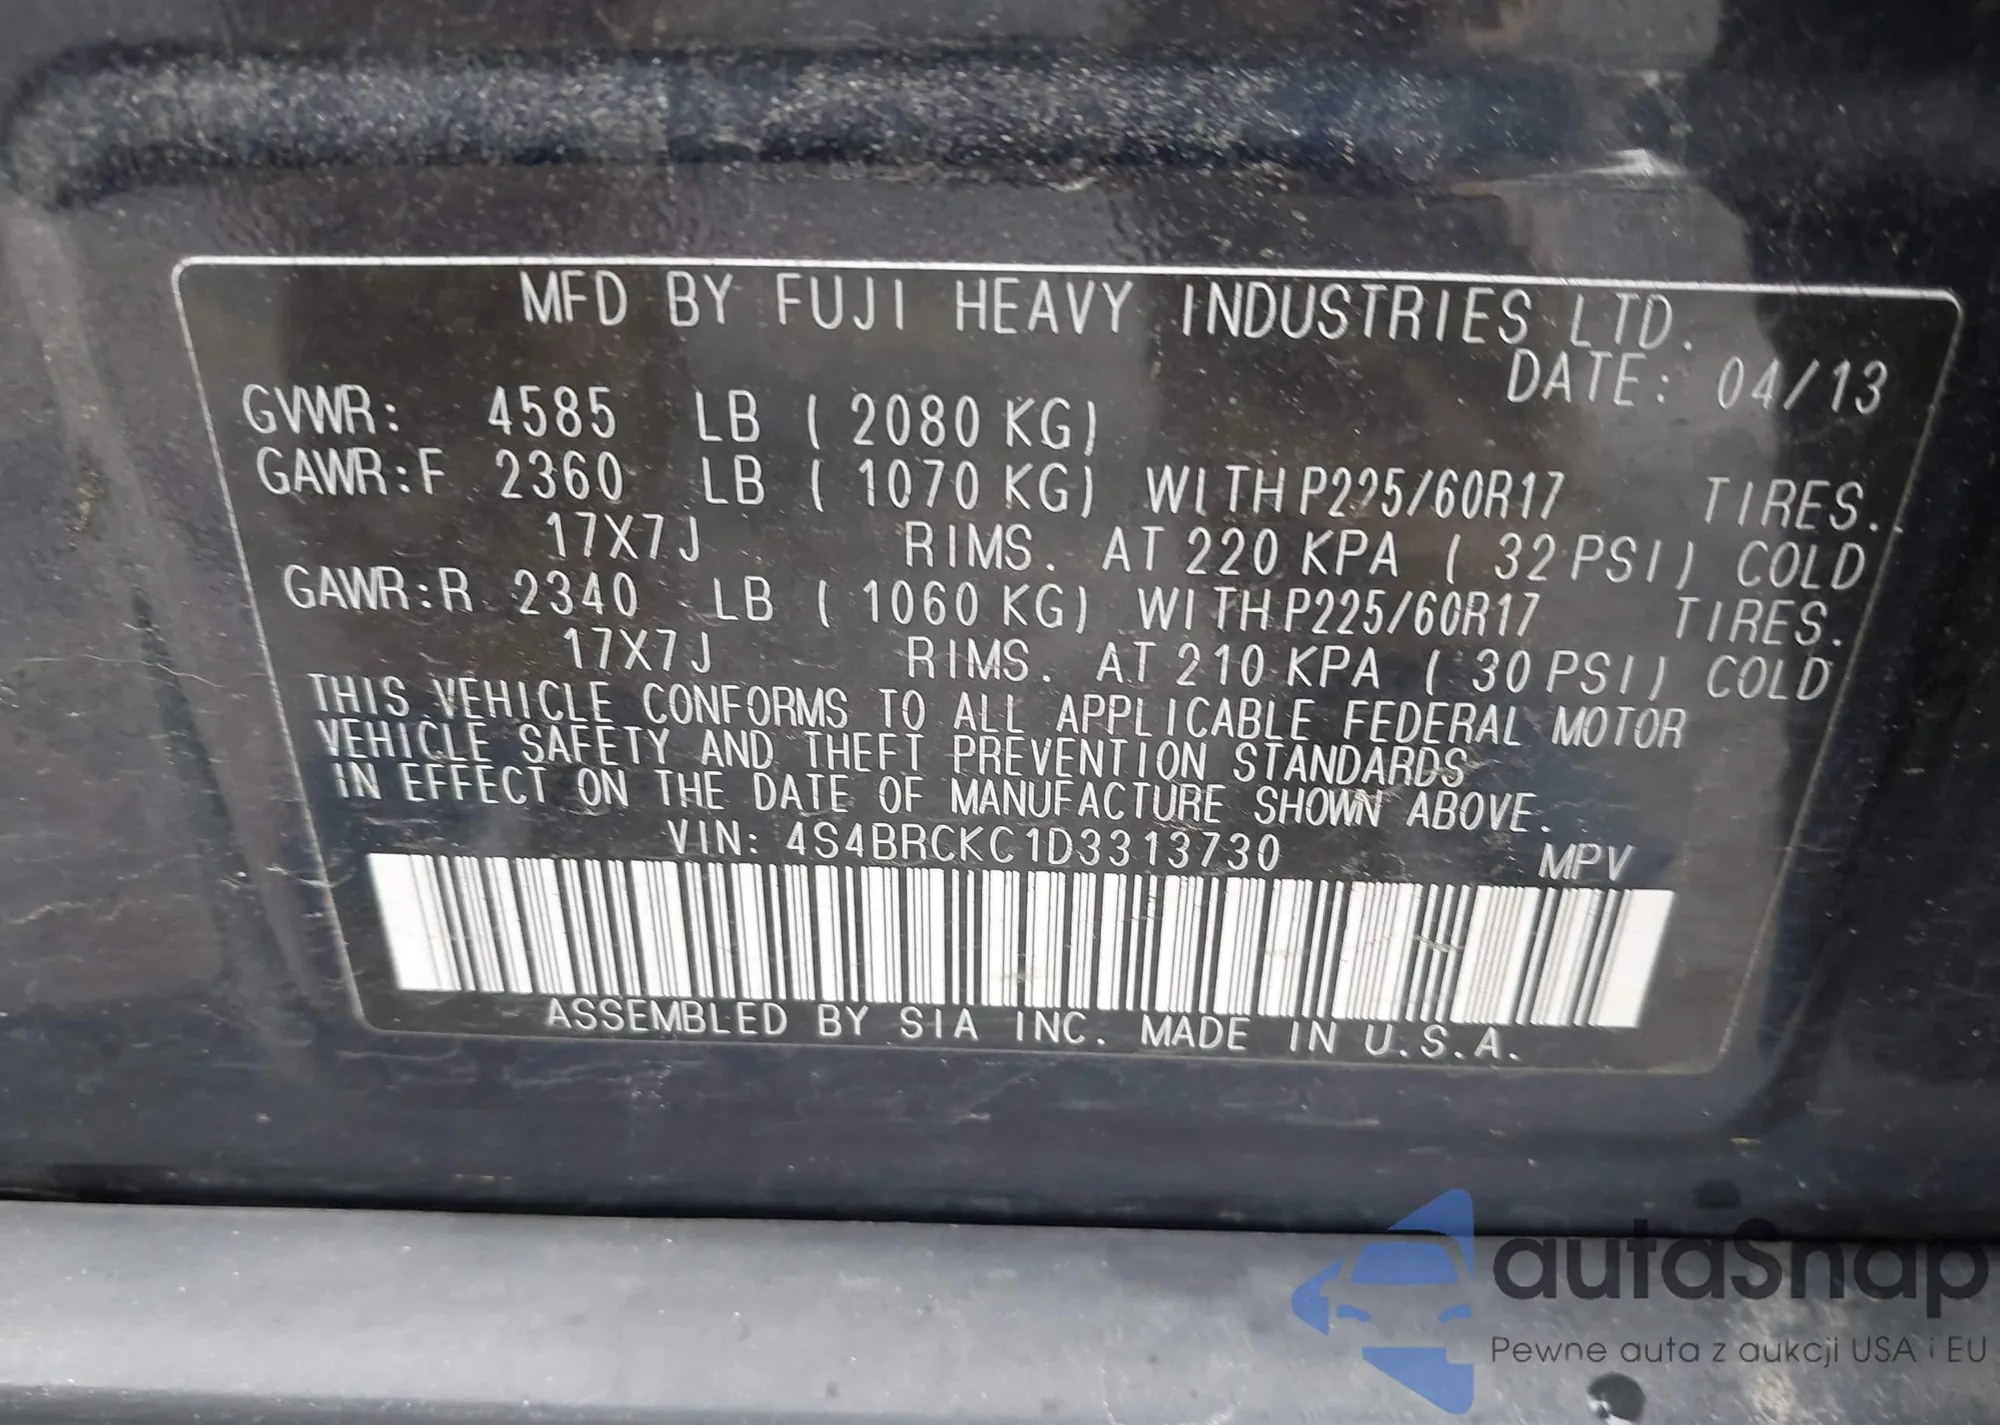 MFD BY FUJI HEAVY INDUSTRIES LTD.
DATE: 04/13
GVWR: 4585 LB ( 2080 KG)
GAWR:F 2360 LB ( 1070 KG) WITH P225/60R17 TIRES.
17X7J RIMS. AT 220 KPA ( 32 PSI) COLD
GAWR:R 2340 LB ( 1060 KG) WITH P225/60R17 TIRES.
17X7J RIMS. AT 210 KPA ( 30 PSI) COLD
THIS VEHICLE CONFORMS TO ALL APPLICABLE FEDERAL MOTOR
VEHICLE SAFETY AND THEFT PREVENTION STANDARDS
IN EFFECT ON THE DATE OF MANUFACTURE SHOWN ABOVE.
VIN: 4S4BRCKC1D3313730 MPV
ASSEMBLED BY SIA INC. MADE IN U.S.A.
autaSnap
Pewne auta z aukcji USA i EU